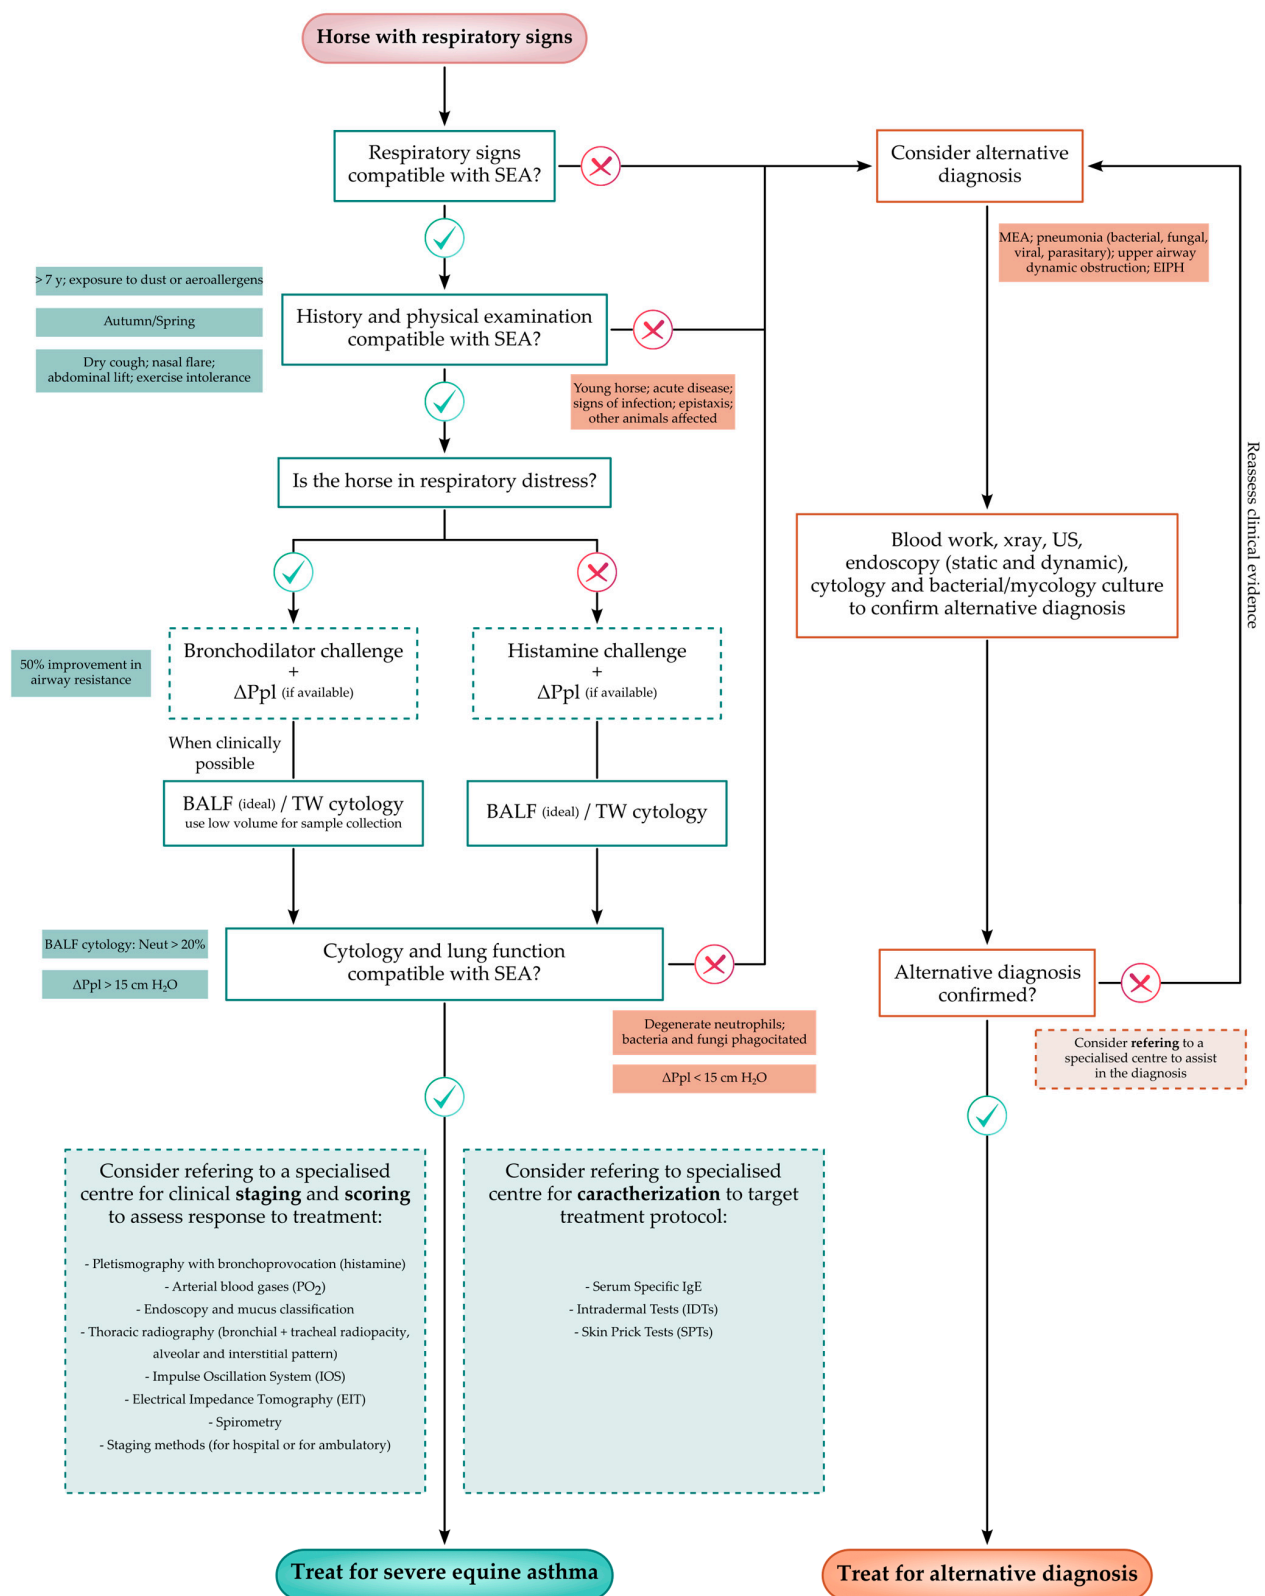 Horse with respiratory signs
Respiratory signs
compatible with SEA?
Consider alternative
diagnosis
MEA; pneumonia (bacterial, fungal,
viral, parasitary); upper airway
dynamic obstruction; EIPH
> 7 y; exposure to dust or aeroallergens
Autumn/Spring
Dry cough; nasal flare;
abdominal lift; exercise intolerance
History and physical examination
compatible with SEA?
Young horse; acute disease;
signs of infection; epistaxis;
other animals affected
Is the horse in respiratory distress?
Reassess clinical evidence
Blood work, xray, US,
endoscopy (static and dynamic),
cytology and bacterial/mycology culture
to confirm alternative diagnosis
50% improvement in
airway resistance
Bronchodilator challenge
+
ΔPpl (if available)
Histamine challenge
+
ΔPpl (if available)
When clinically
possible
BALF (ideal) / TW cytology
use low volume for sample collection
BALF (ideal) / TW cytology
BALF cytology: Neut > 20%
ΔPpl > 15 cm H₂O
Cytology and lung function
compatible with SEA?
Degenerate neutrophils;
bacteria and fungi phagocitated
ΔPpl < 15 cm H₂O
Alternative diagnosis
confirmed?
Consider refering to a
specialised centre to assist
in the diagnosis
Consider refering to a specialised
centre for clinical staging and scoring
to assess response to treatment:
- Pletismography with bronchoprovocation (histamine)
- Arterial blood gases (PO₂)
- Endoscopy and mucus classification
- Thoracic radiography (bronchial + tracheal radiopacity,
alveolar and interstitial pattern)
- Impulse Oscillation System (IOS)
- Electrical Impedance Tomography (EIT)
- Spirometry
- Staging methods (for hospital or for ambulatory)
Consider refering to specialised
centre for caractherization to target
treatment protocol:
- Serum Specific IgE
- Intradermal Tests (IDTs)
- Skin Prick Tests (SPTs)
Treat for severe equine asthma
Treat for alternative diagnosis